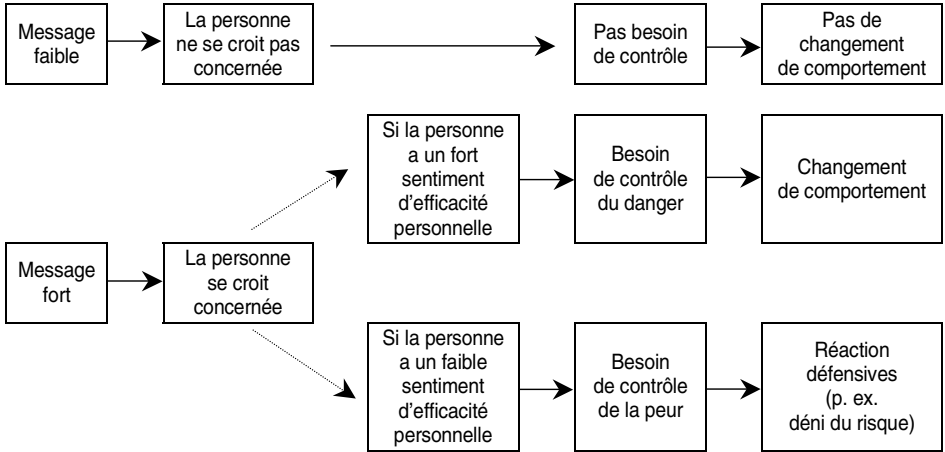 Message
faible
La personne
ne se croit pas
concernée
Pas besoin
de contrôle
Pas de
changement
de comportement
Si la personne
a un fort
sentiment
d'efficacité
personnelle
Besoin
de contrôle
du danger
Changement
de comportement
Message
fort
La personne
se croit
concernée
Si la personne
a un faible
sentiment
d'efficacité
personnelle
Besoin
de contrôle
de la peur
Réaction
défensives
(p. ex.
déni du risque)